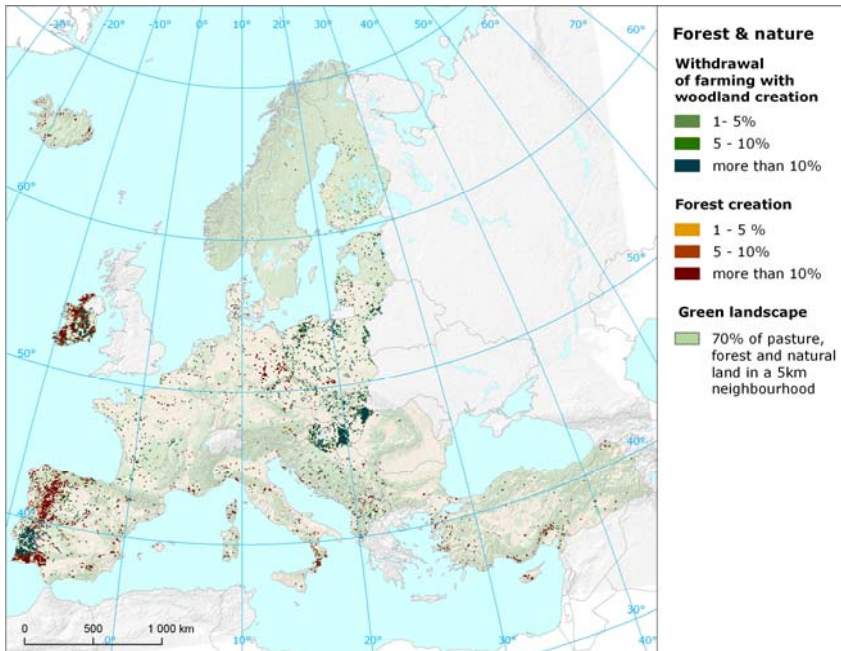 -30° -20° -10° 0° 10° 20° 30° 40° 50° 60° 70°
60°
60°
50°
50°
40°
40°
30°
0 500 1 000 km
0° 10° 20° 30° 40°
Forest & nature
Withdrawal
of farming with
woodland creation
1- 5%
5 - 10%
more than 10%
Forest creation
1 - 5 %
5 - 10%
more than 10%
Green landscape
70% of pasture,
forest and natural
land in a 5km
neighbourhood